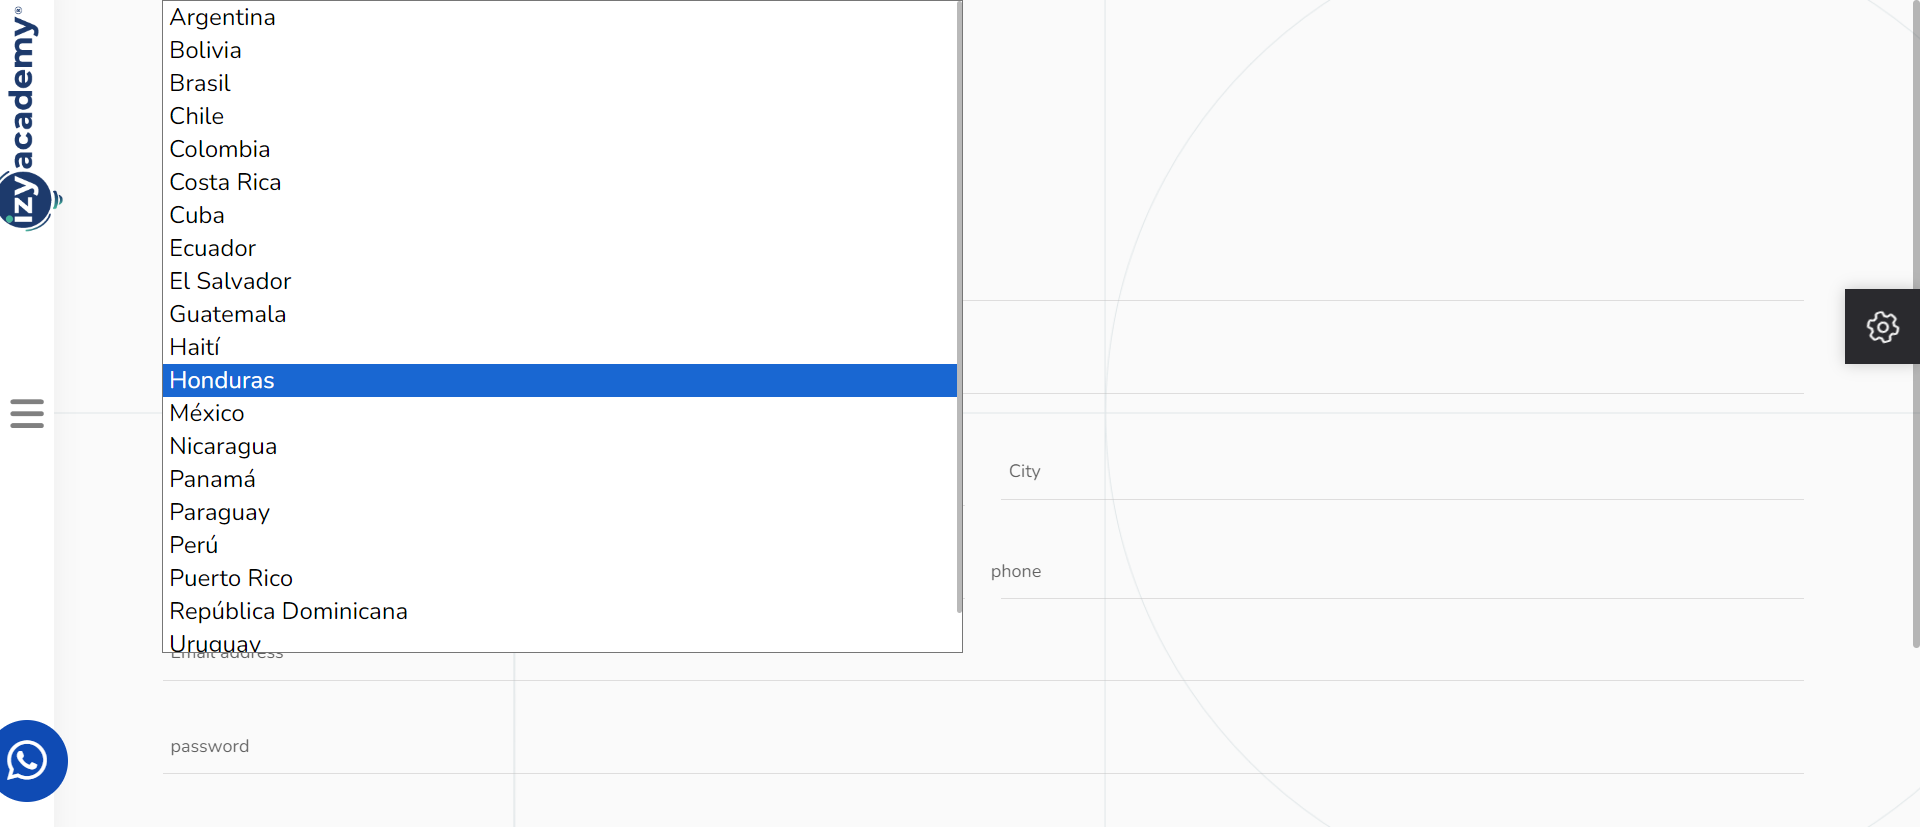 izyacademy®
Argentina
Bolivia
Brasil
Chile
Colombia
Costa Rica
Cuba
Ecuador
El Salvador
Guatemala
Haití
Honduras
México
Nicaragua
Panamá
Paraguay
Perú
Puerto Rico
República Dominicana
Uruguay
City
phone
Email address
password